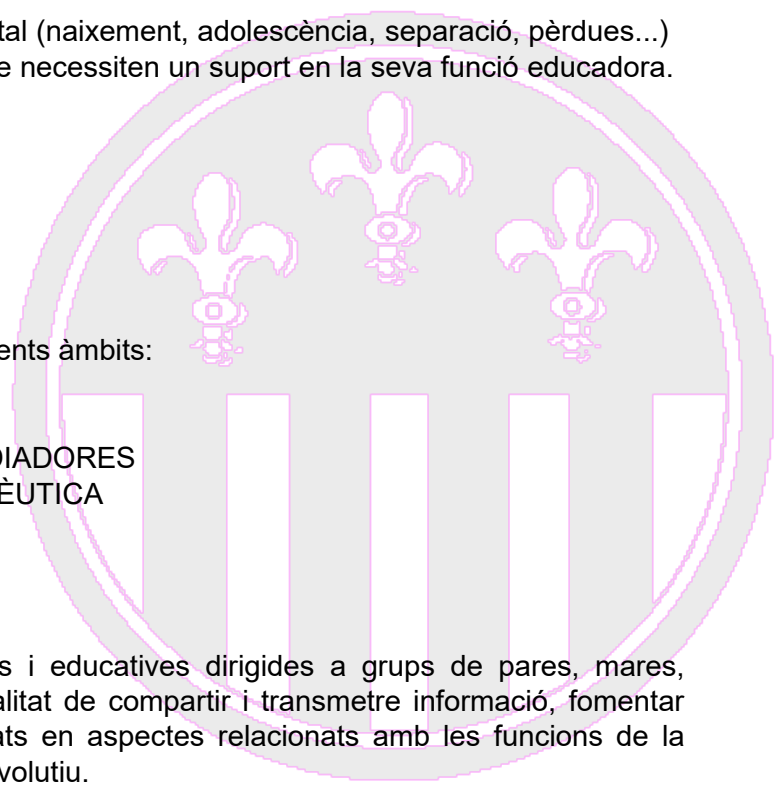 tal (naixement, adolescència, separació, pèrdues...)
e necessiten un suport en la seva funció educadora.
ents àmbits:
DIADORES
ÈUTICA
s i educatives dirigides a grups de pares, mares,
alitat de compartir i transmetre informació, fomentar
ats en aspectes relacionats amb les funcions de la
volutiu.